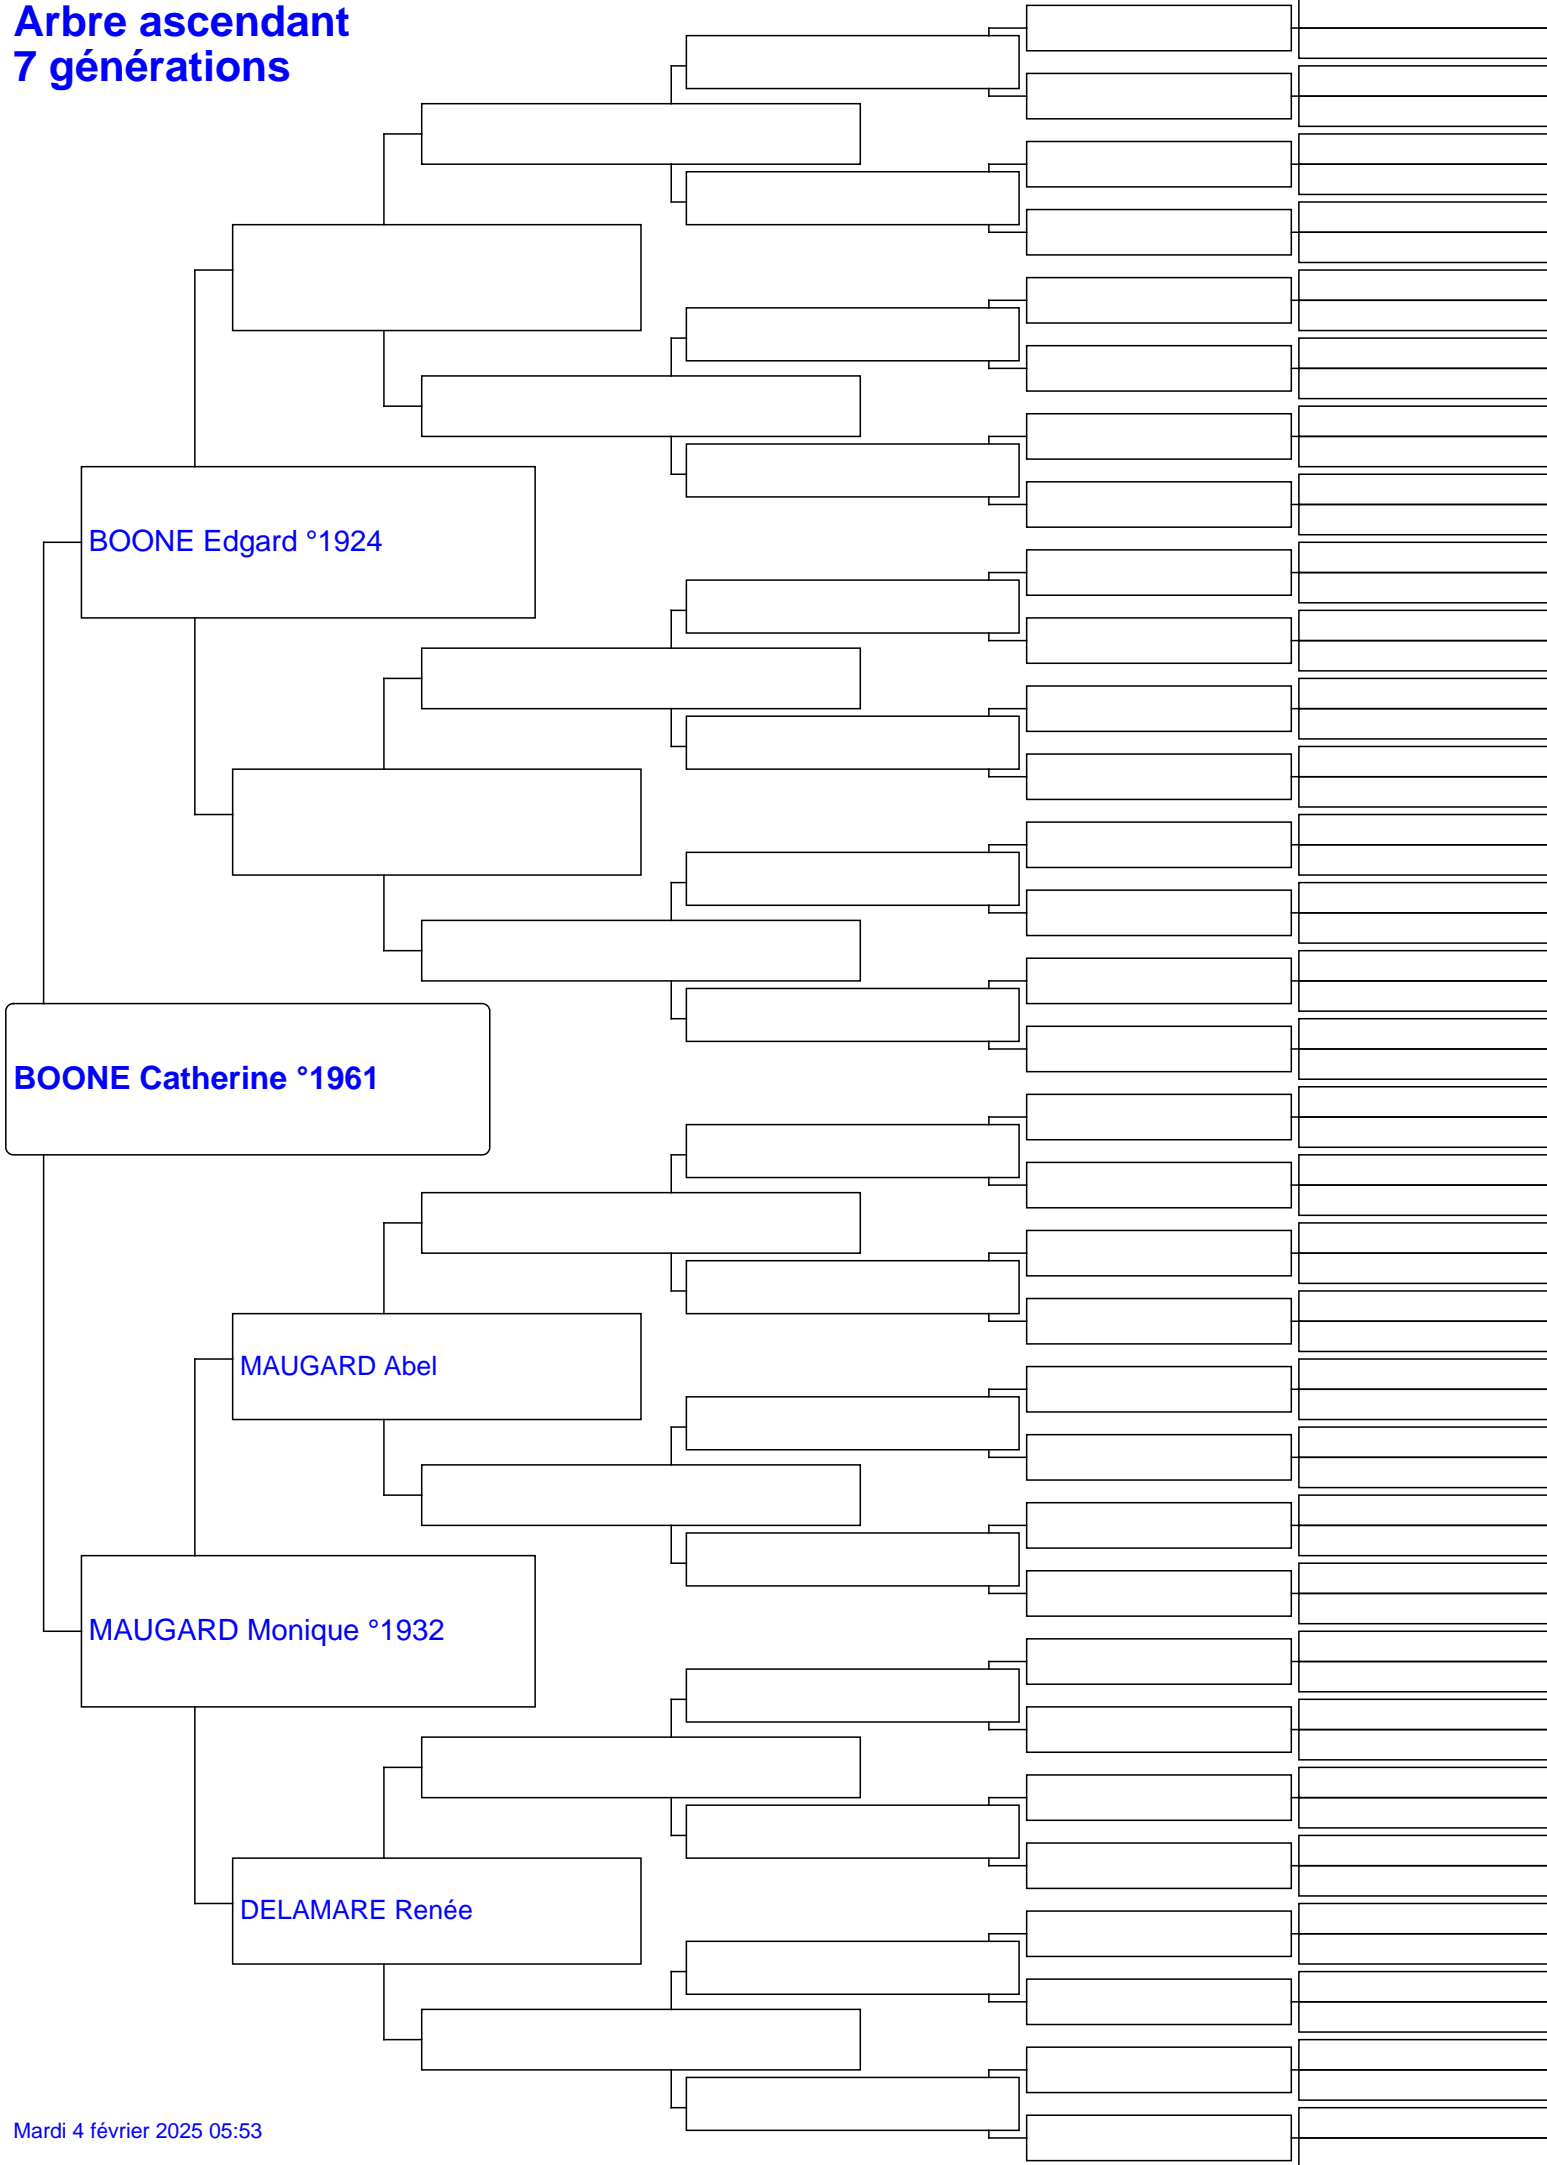 Arbre ascendant
7 générations
BOONE Edgard °1924
BOONE Catherine °1961
MAUGARD Abel
MAUGARD Monique °1932
DELAMARE Renée
Mardi 4 février 2025 05:53